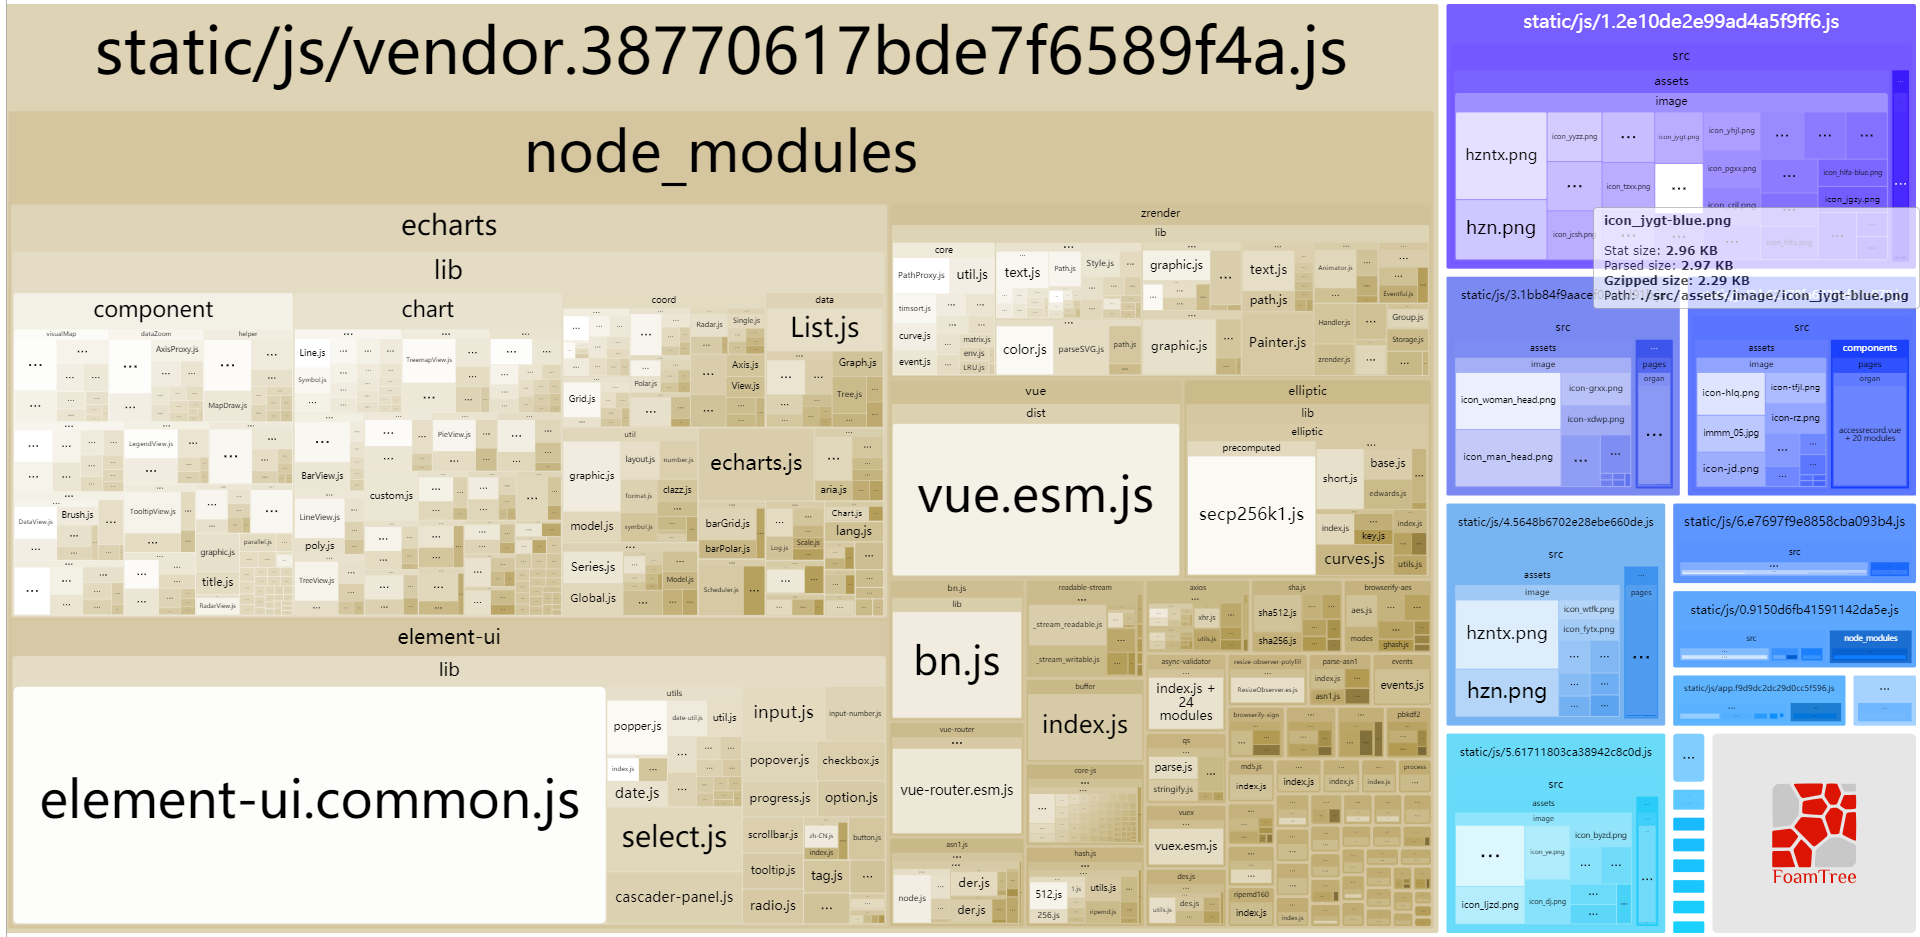 static/js/vendor.38770617bde7f6589f4a.js
node_modules
echarts
lib
component
chart
visualMap
dataZoom
helper
AxisProxy.js
MapDraw.js
LegendView.js
DataView.js
Brush.js
TooltipView.js
graphic.js
parallel.js
title.js
RadarView.js
Line.js
Symbol.js
TreemapView.js
BarView.js
PieView.js
custom.js
LineView.js
poly.js
TreeView.js
coord
Radar.js
Single.js
Polar.js
Grid.js
Axis.js
View.js
data
List.js
Graph.js
Tree.js
util
graphic.js
layout.js
number.js
format.js
clazz.js
model.js
symbol.js
echarts.js
aria.js
barGrid.js
barPolar.js
Chart.js
lang.js
Log.js
Scale.js
Series.js
Global.js
Model.js
Scheduler.js
element-ui
lib
element-ui.common.js
utils
popper.js
date-util.js
util.js
index.js
date.js
input.js
input-number.js
popover.js
checkbox.js
progress.js
option.js
select.js
scrollbar.js
zh-CN.js
index.js
button.js
cascader-panel.js
tooltip.js
tag.js
radio.js
zrender
lib
core
PathProxy.js
util.js
timsort.js
curve.js
matrix.js
env.js
event.js
LRU.js
text.js
Path.js
Style.js
color.js
parseSVG.js
path.js
graphic.js
graphic.js
text.js
path.js
Painter.js
Animator.js
Eventful.js
Handler.js
Group.js
Storage.js
zrender.js
vue
dist
vue.esm.js
elliptic
lib
elliptic
precomputed
secp256k1.js
short.js
base.js
edwards.js
index.js
key.js
index.js
curves.js
utils.js
bn.js
lib
bn.js
readable-stream
_stream_readable.js
_stream_writable.js
axios
xhr.js
utils.js
sha.js
sha512.js
sha256.js
browserify-aes
aes.js
modes
ghash.js
buffer
index.js
async-validator
index.js +
24
modules
resize-observer-polyfill
ResizeObserver.es.js
parse-asn1
index.js
asn1.js
events
events.js
vue-router
vue-router.esm.js
core-js
qs
parse.js
stringify.js
browserify-sign
pbkdf2
md5.js
index.js
index.js
index.js
index.js
process
vuex
vuex.esm.js
asn1.js
node.js
der.js
der.js
hash.js
512.js
1.js
utils.js
256.js
ripemd.js
des.js
utils.js
des.js
ripemd160
index.js
index.js
static/js/1.2e10de2e99ad4a5f9ff6.js
src
assets
image
hzntx.png
hzn.png
icon_yyzz.png
icon_jygt.png
icon_yhjl.png
icon_tzxx.png
icon_pgxx.png
icon_hlfa-blue.png
icon_jgzy.png
icon_jcsh.png
icon_jygt-blue.png
Stat size: 2.96 KB
Parsed size: 2.97 KB
Gzipped size: 2.29 KB
Path: ./src/assets/image/icon_jygt-blue.png
src
assets
image
icon_woman_head.png
icon_man_head.png
icon-grxx.png
icon-xdwp.png
pages
organ
src
assets
image
icon-hlq.png
icon-tfjl.png
icon-rz.png
immm_05.jpg
icon-jd.png
components
pages
organ
accessrecord.vue
+ 20 modules
static/js/4.5648b6702e28ebe660de.js
src
assets
image
hzntx.png
hzn.png
icon_wtfk.png
icon_fytx.png
pages
static/js/6.e7697f9e8858cba093b4.js
src
static/js/0.9150d6fb41591142da5e.js
src
node_modules
static/js/app.f9d9dc2dc29d0cc5f596.js
static/js/5.61711803ca38942c8c0d.js
src
assets
image
icon_ye.png
icon_byzd.png
icon_ljzd.png
icon_dj.png
FoamTree